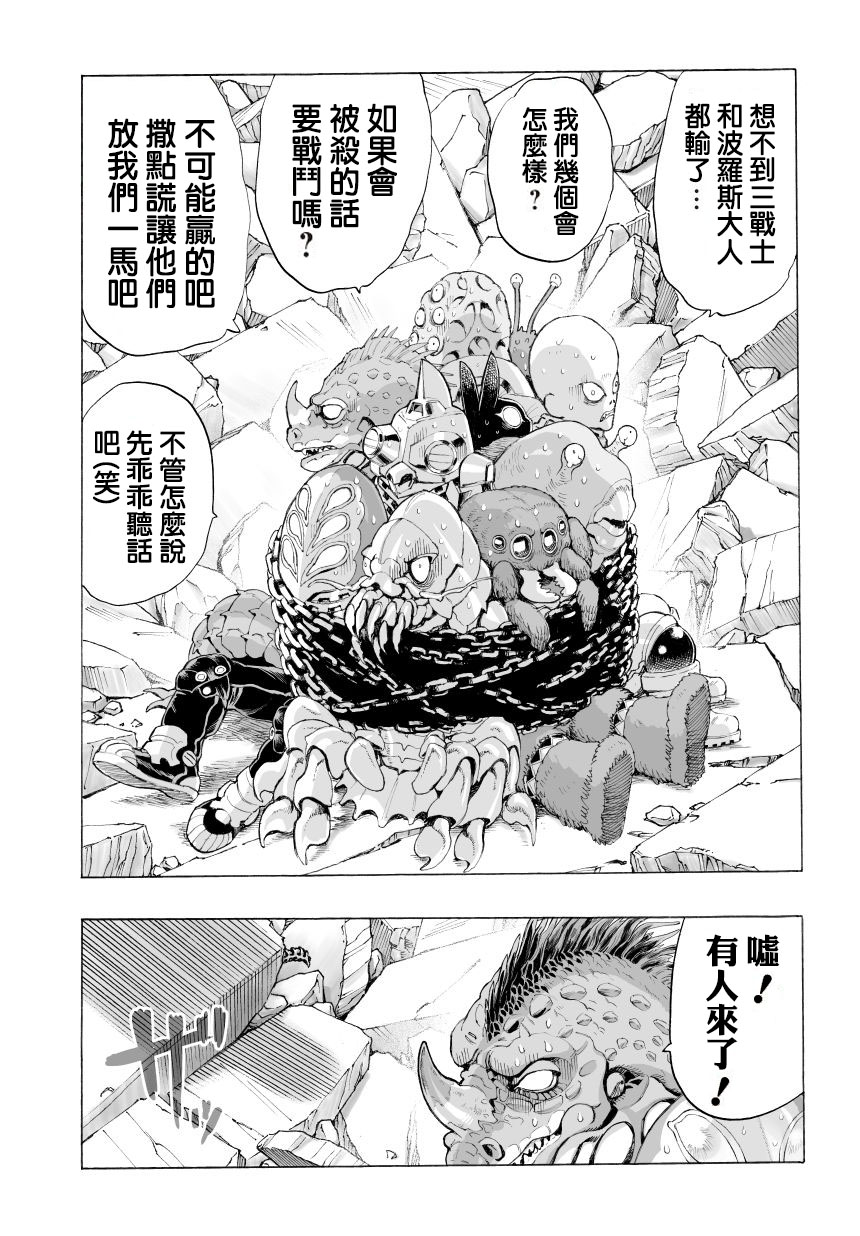 想不到三戰士
和波羅斯大人
都輸了…
我們幾個會
怎麼樣?
如果會
被殺的話
要戰鬥嗎?
不可能贏的吧
撒點謊讓他們
放我們一馬吧
不管怎麼說
先乖乖聽話
吧(笑)
噓!
有人來了!
ザッ